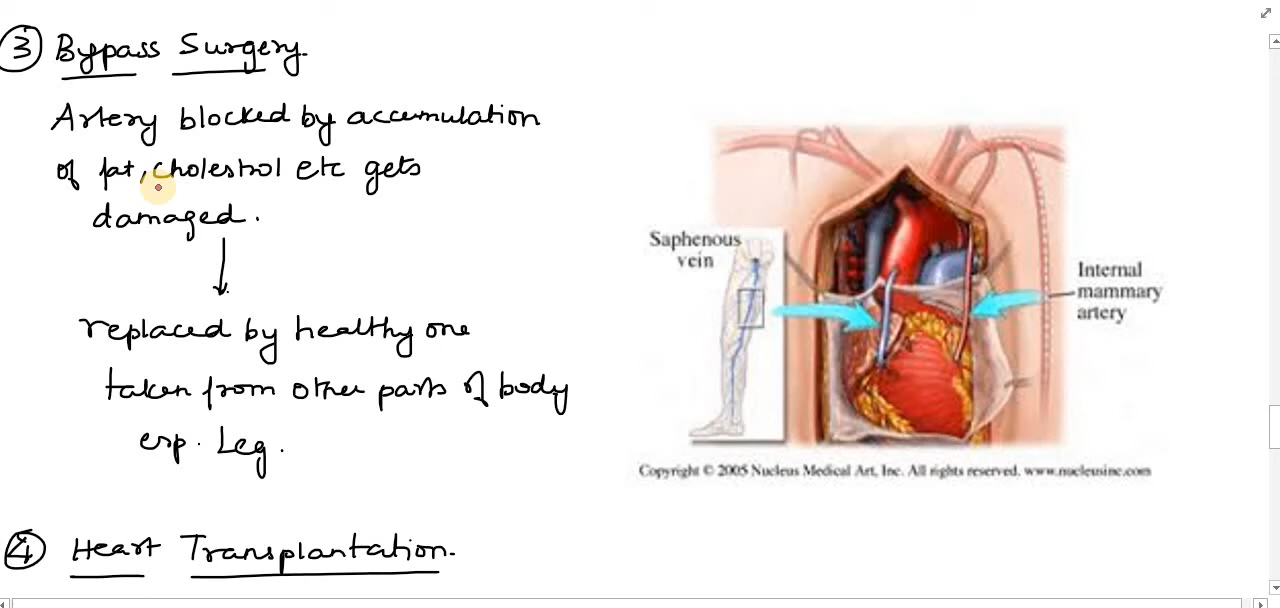 3 Bypass Surgery.
Artery blocked by accumulation
of fat, cholestrol etc gets
damaged.
replaced by healthy one
taken from other parts of body
esp. Leg.
Saphenous
vein
Internal
mammary
artery
Copyright © 2005 Nucleus Medical Art, Inc. All rights reserved. www.nucleusinc.com
4 Heart Transplantation.